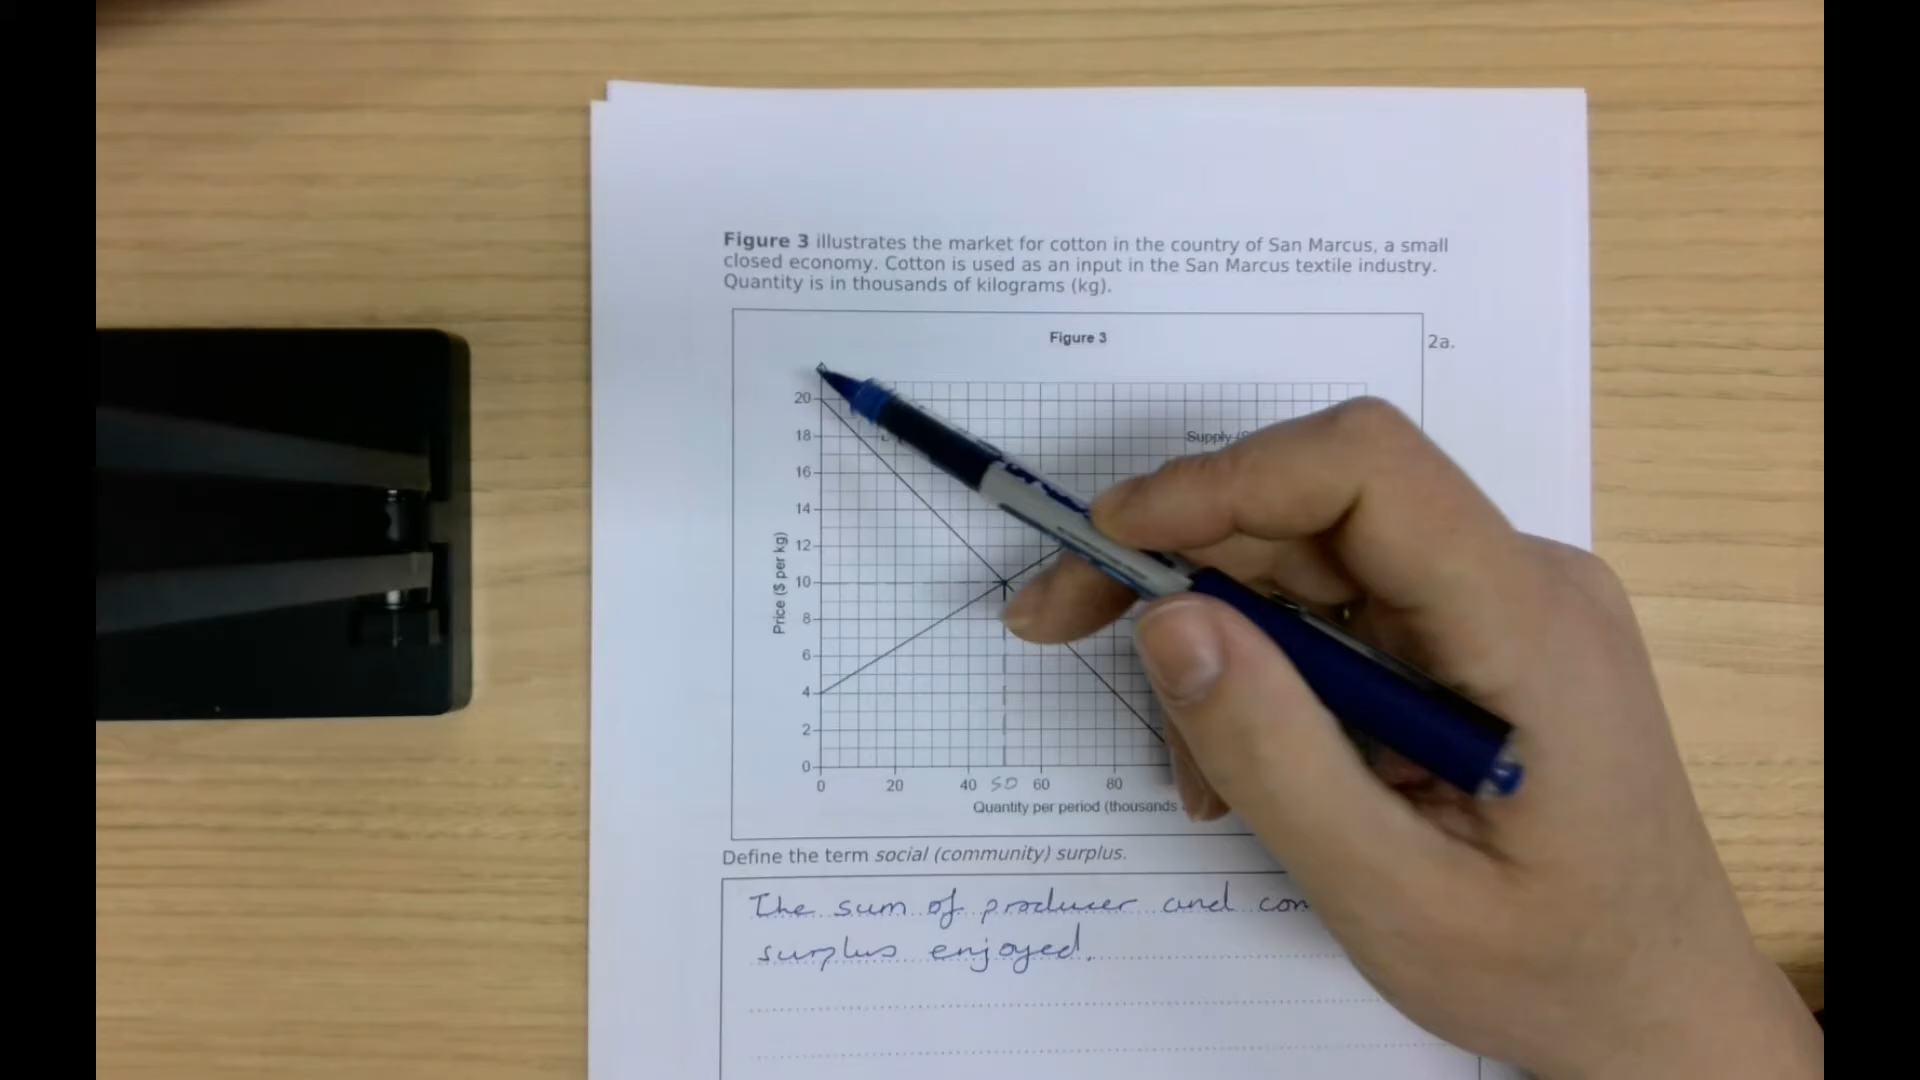 Figure 3 illustrates the market for cotton in the country of San Marcus, a small
closed economy. Cotton is used as an input in the San Marcus textile industry.
Quantity is in thousands of kilograms (kg).
Figure 3
2a.
20
18
Supply
16
14
12
10
8
6
4
2
0
Price ($ per kg)
0 20 40 50 60 80
Quantity per period (thousands
Define the term social (community) surplus.
The sum of producer and con
surplus enjoyed.